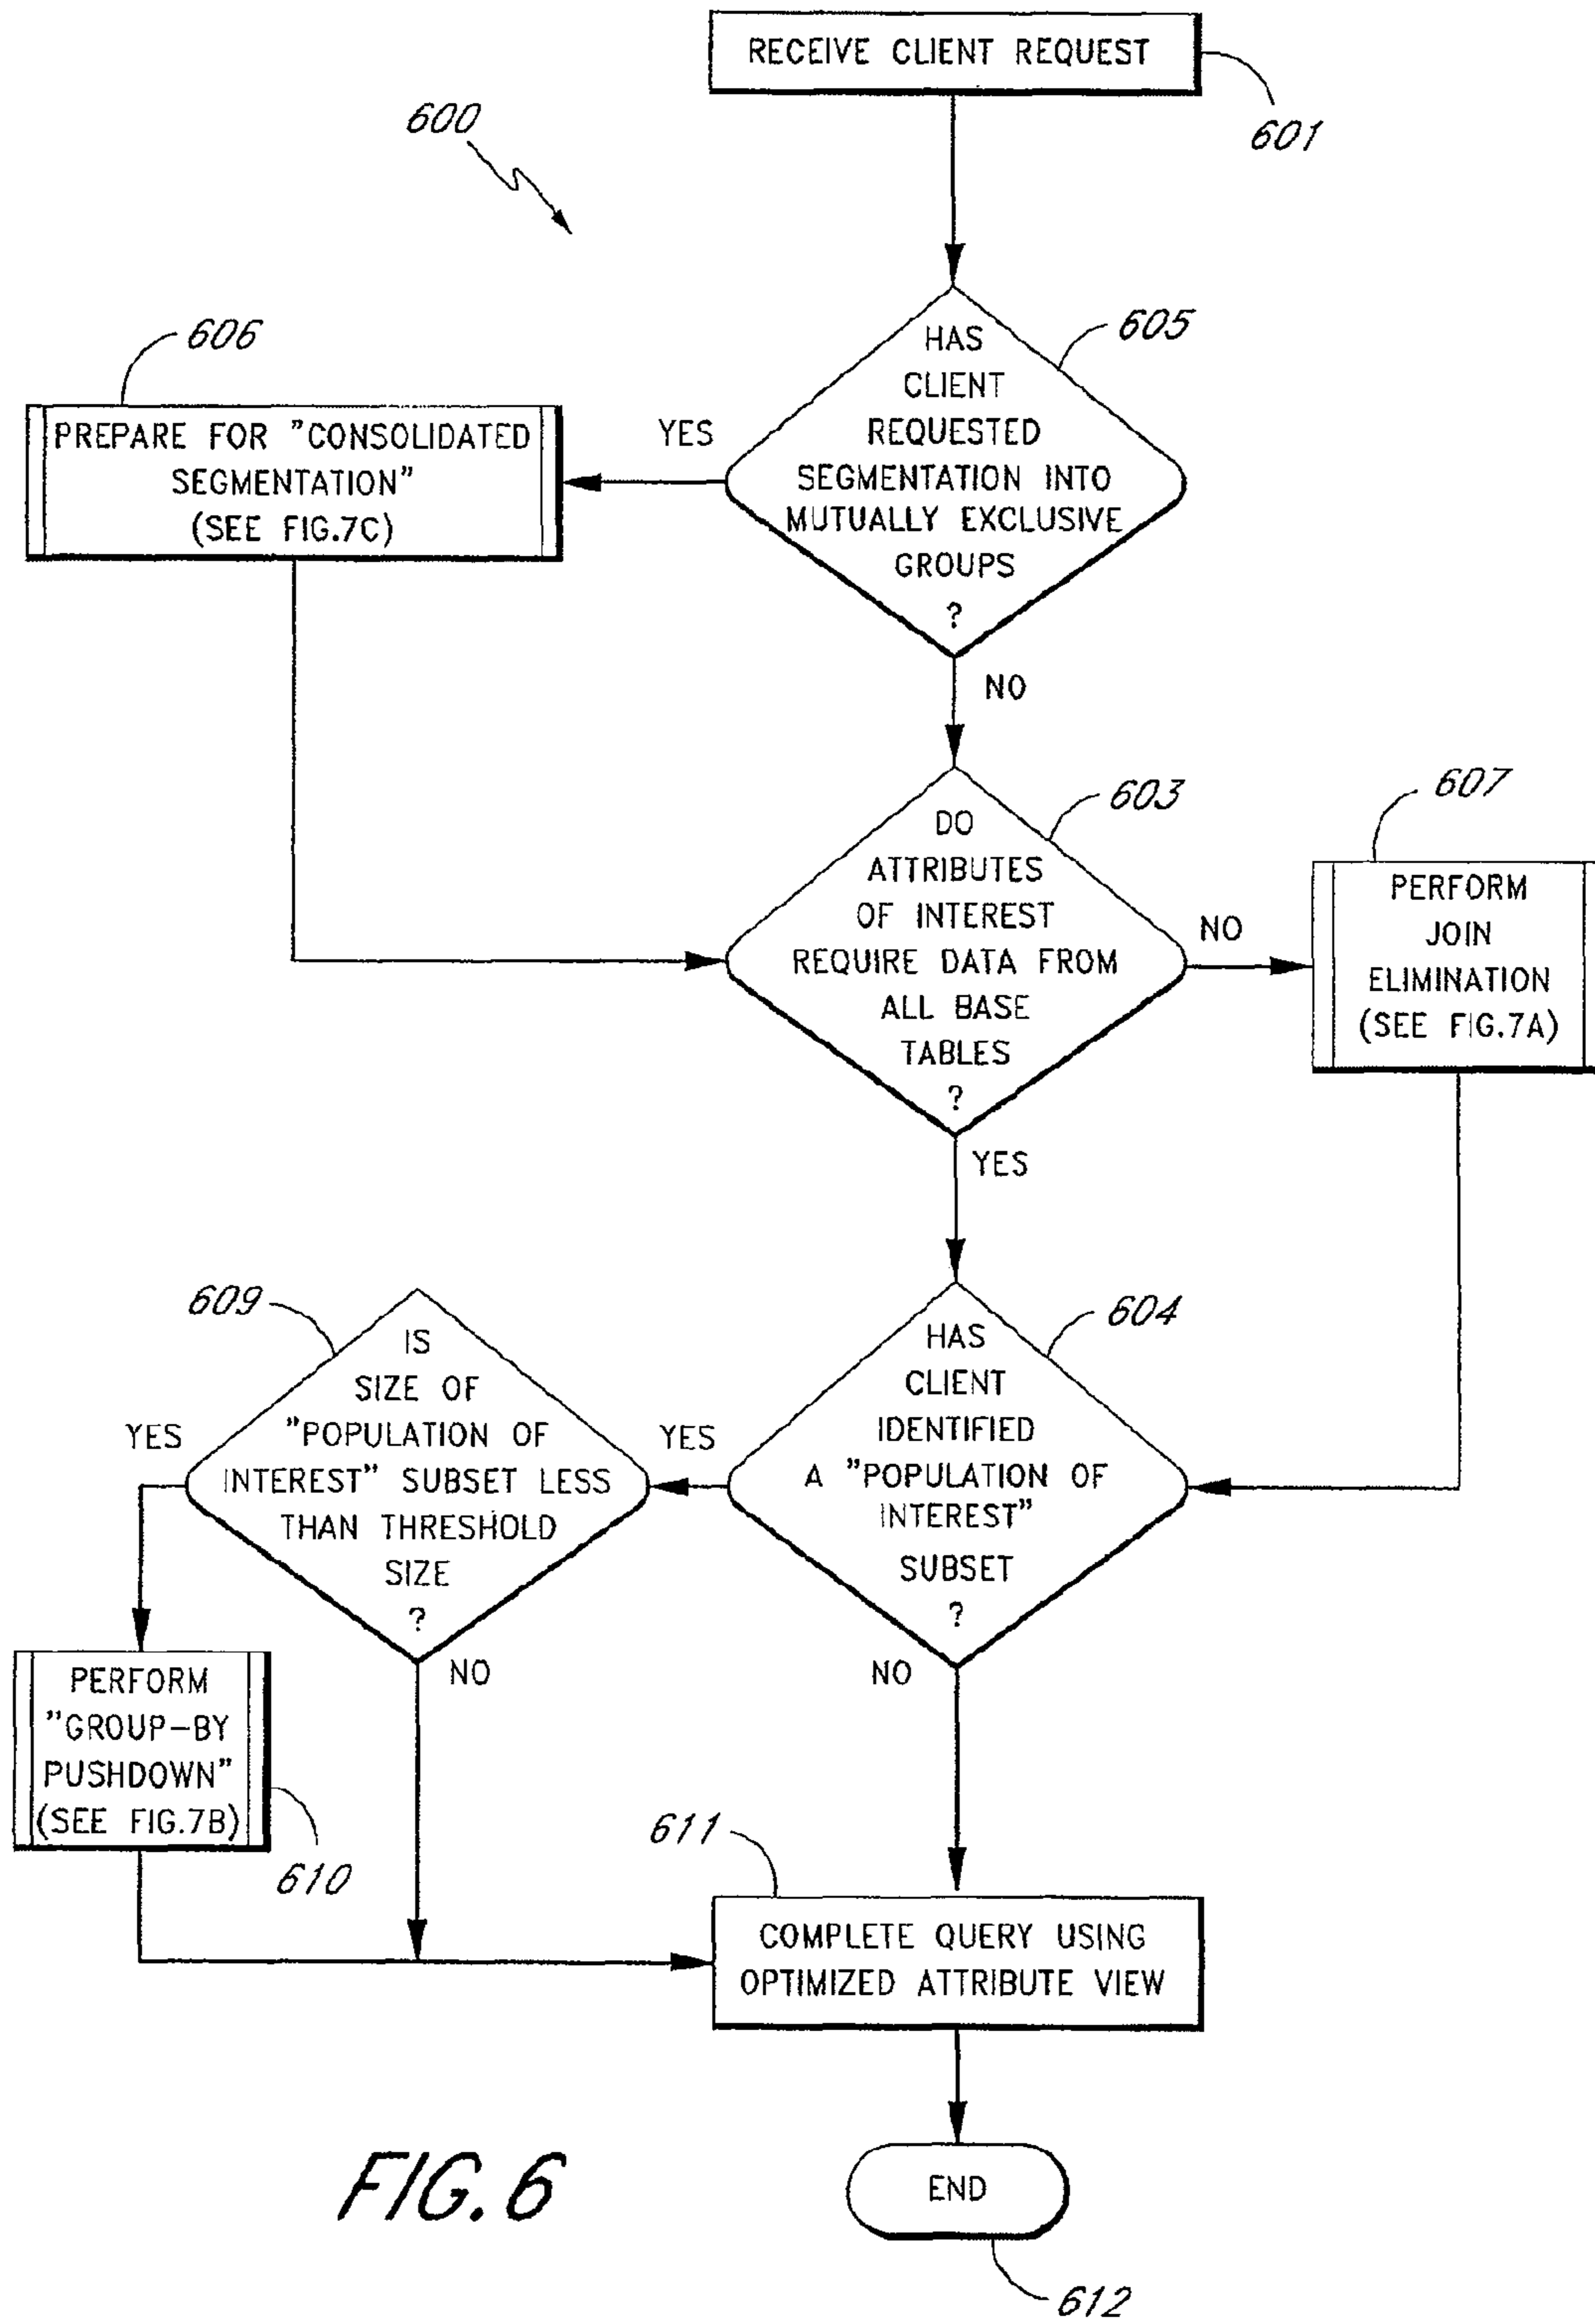 RECEIVE CLIENT REQUEST
601
600
605
HAS
CLIENT
REQUESTED
SEGMENTATION INTO
MUTUALLY EXCLUSIVE
GROUPS
?
YES
606
PREPARE FOR "CONSOLIDATED
SEGMENTATION"
(SEE FIG.7C)
NO
603
DO
ATTRIBUTES
OF INTEREST
REQUIRE DATA FROM
ALL BASE
TABLES
?
NO
607
PERFORM
JOIN
ELIMINATION
(SEE FIG.7A)
YES
604
HAS
CLIENT
IDENTIFIED
A "POPULATION OF
INTEREST"
SUBSET
?
YES
609
IS
SIZE OF
"POPULATION OF
INTEREST" SUBSET LESS
THAN THRESHOLD
SIZE
?
YES
NO
NO
PERFORM
"GROUP-BY
PUSHDOWN"
(SEE FIG.7B)
610
611
COMPLETE QUERY USING
OPTIMIZED ATTRIBUTE VIEW
END
612
FIG. 6